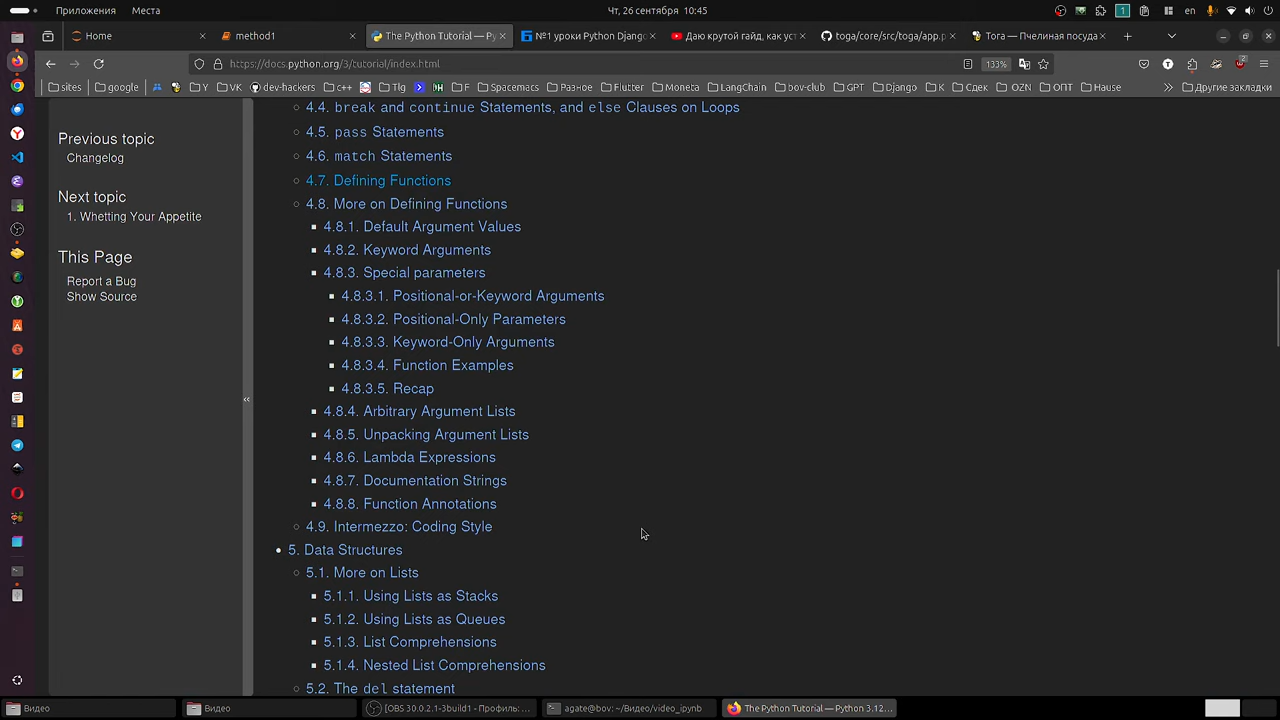 Приложения Места Чт, 26 сентября 10:45 1 en
Home method1 The Python Tutorial — Py №1 уроки Python Django Даю крутой гайд, как ус toga/core/src/toga/app.p Тога — Пчелиная посуда
https://docs.python.org/3/tutorial/index.html 133%
sites google Y VK dev-hackers C++ Tlg H F Spacemacs Разное Flutter Moneca LangChain bov-club GPT Django K Сдек OZN ОПТ Hause Другие закладки
Previous topic
Changelog
Next topic
1. Whetting Your Appetite
This Page
Report a Bug
Show Source
4.4. break and continue Statements, and else Clauses on Loops
4.5. pass Statements
4.6. match Statements
4.7. Defining Functions
4.8. More on Defining Functions
4.8.1. Default Argument Values
4.8.2. Keyword Arguments
4.8.3. Special parameters
4.8.3.1. Positional-or-Keyword Arguments
4.8.3.2. Positional-Only Parameters
4.8.3.3. Keyword-Only Arguments
4.8.3.4. Function Examples
4.8.3.5. Recap
4.8.4. Arbitrary Argument Lists
4.8.5. Unpacking Argument Lists
4.8.6. Lambda Expressions
4.8.7. Documentation Strings
4.8.8. Function Annotations
4.9. Intermezzo: Coding Style
5. Data Structures
5.1. More on Lists
5.1.1. Using Lists as Stacks
5.1.2. Using Lists as Queues
5.1.3. List Comprehensions
5.1.4. Nested List Comprehensions
5.2. The del statement
Видео Видео [OBS 30.0.2.1-3build1 - Профиль: ... agate@bov: ~/Видео/video_ipynb The Python Tutorial — Python 3.12...